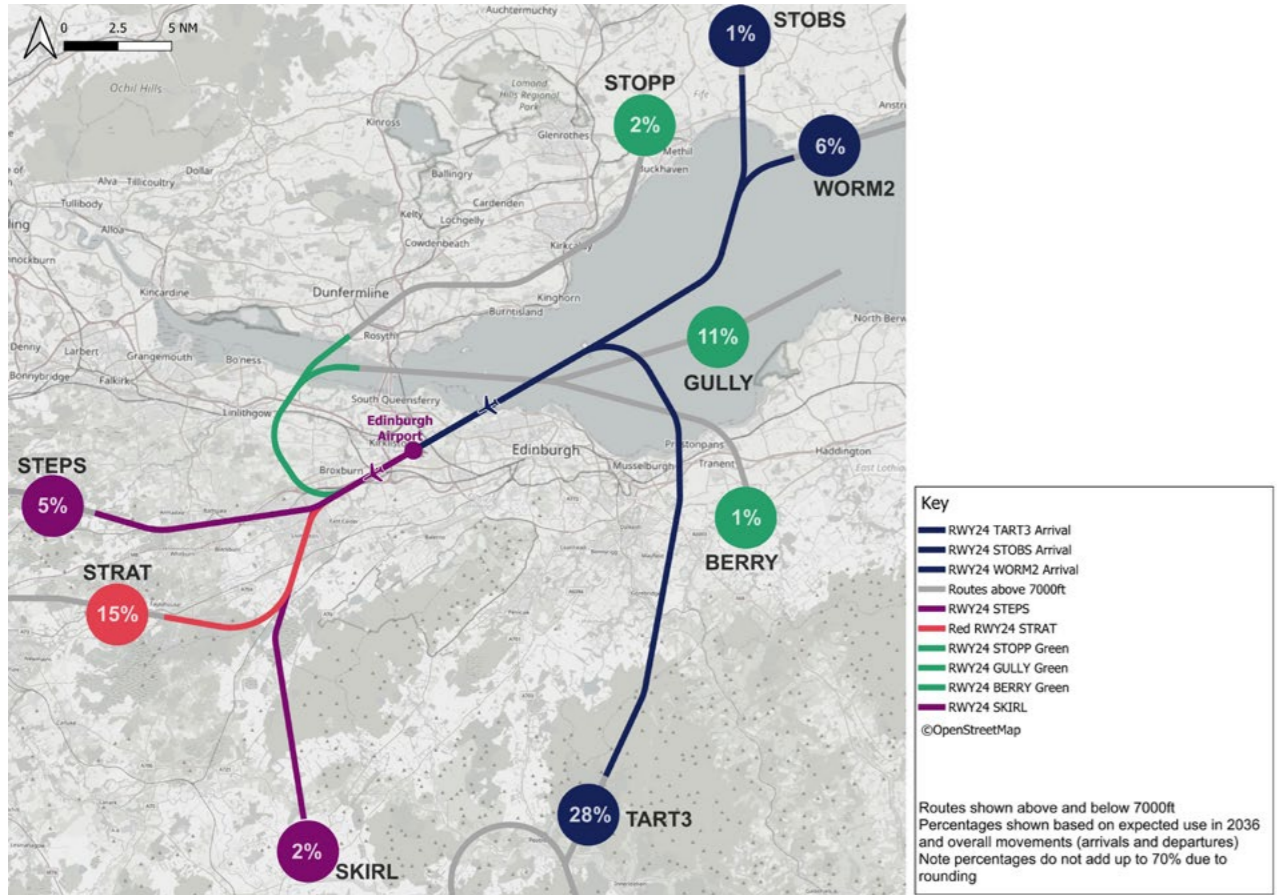 0 2.5 5 NM
Auchtermuchty
1%
STOBS
Ochil Hills
Lomond
Hills Regional
Park
Fife
STOPP
2%
Anstr
Kinross
Glenrothes
Methil
Buckhaven
6%
WORM2
Dollar
Alva Tillicoultry
Tullibody
Alloa
Ballingry
Cardenden
Kelty
Lochgelly
Cowdenbeath
Kirkcaldy
nnockburn
Kincardine
Dunfermline
Kinghorn
Burntisland
North Berw
Denny
Larbert
Grangemouth
Bo'ness
Rosyth
11%
GULLY
Bonnybridge
Falkirk
Linlithgow
South Queensferry
Edinburgh
Airport
Kirkliston
Edinburgh
Prestonpans
Musselburgh
Tranent
Haddington
East Lothian
Broxburn
STEPS
5%
1%
BERRY
STRAT
15%
28%
TART3
2%
SKIRL
Key
RWY24 TART3 Arrival
RWY24 STOBS Arrival
RWY24 WORM2 Arrival
Routes above 7000ft
RWY24 STEPS
Red RWY24 STRAT
RWY24 STOPP Green
RWY24 GULLY Green
RWY24 BERRY Green
RWY24 SKIRL
©OpenStreetMap
Routes shown above and below 7000ft
Percentages shown based on expected use in 2036
and overall movements (arrivals and departures)
Note percentages do not add up to 70% due to
rounding